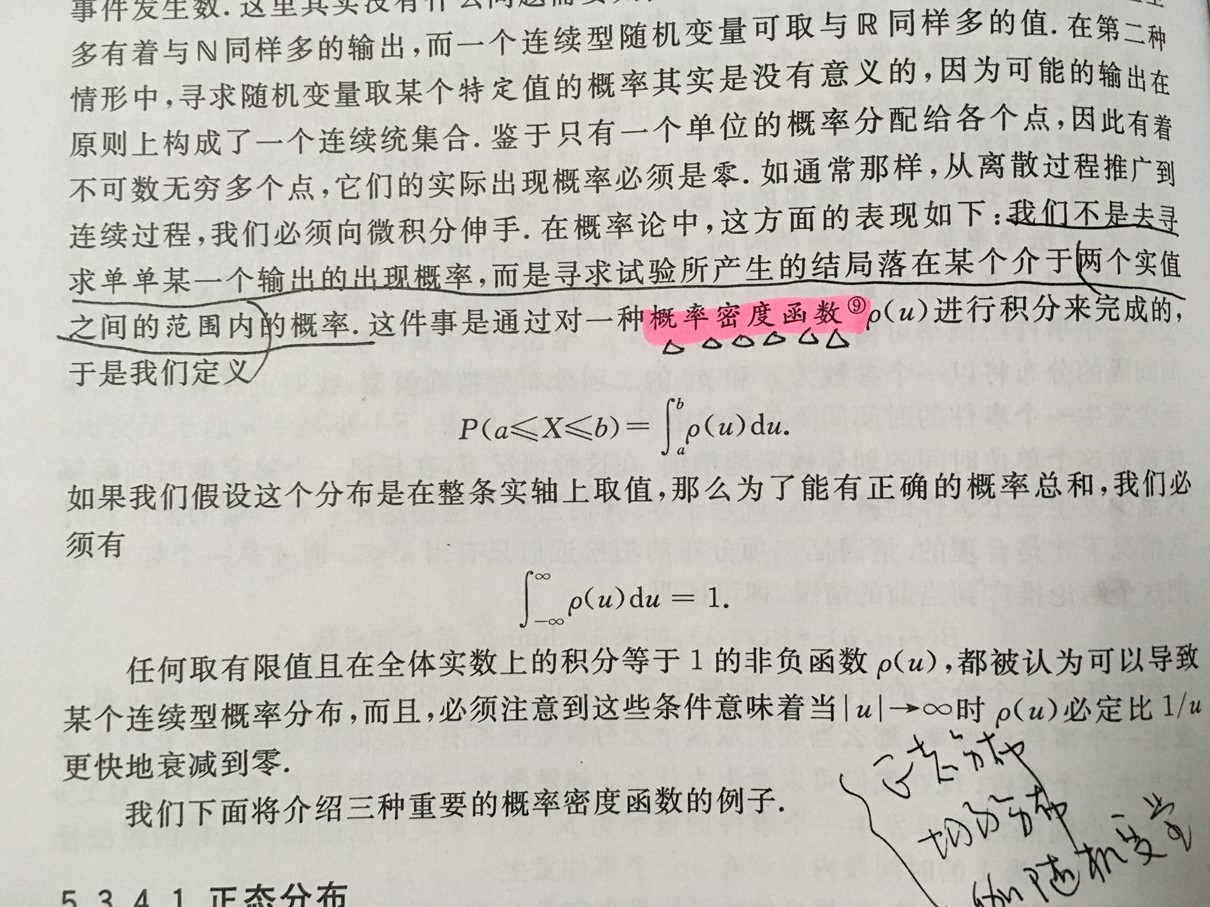 事件发生数. 这里其实没有什么问题需要
多有着与ℕ同样多的输出,而一个连续型随机变量可取与ℝ同样多的值. 在第二种
情形中,寻求随机变量取某个特定值的概率其实是没有意义的,因为可能的输出在
原则上构成了一个连续统集合. 鉴于只有一个单位的概率分配给各个点,因此有着
不可数无穷多个点,它们的实际出现概率必须是零. 如通常那样,从离散过程推广到
连续过程,我们必须向微积分伸手. 在概率论中,这方面的表现如下:我们不是去寻
求单单某一个输出的出现概率,而是寻求试验所产生的结局落在某个介于两个实值
之间的范围内的概率. 这件事是通过对一种概率密度函数⑨ρ(u)进行积分来完成的,
于是我们定义
P(a⩽X⩽b)=∫_a^b ρ(u)du.
如果我们假设这个分布是在整条实轴上取值,那么为了能有正确的概率总和,我们必
须有
∫_{-∞}^{∞} ρ(u)du = 1.
任何取有限值且在全体实数上的积分等于 1 的非负函数 ρ(u),都被认为可以导致
某个连续型概率分布,而且,必须注意到这些条件意味着当|u|→∞时 ρ(u)必定比 1/u
更快地衰减到零.
我们下面将介绍三种重要的概率密度函数的例子.
正态分布
均匀分布
随机变量
5.3.4.1 正态分布